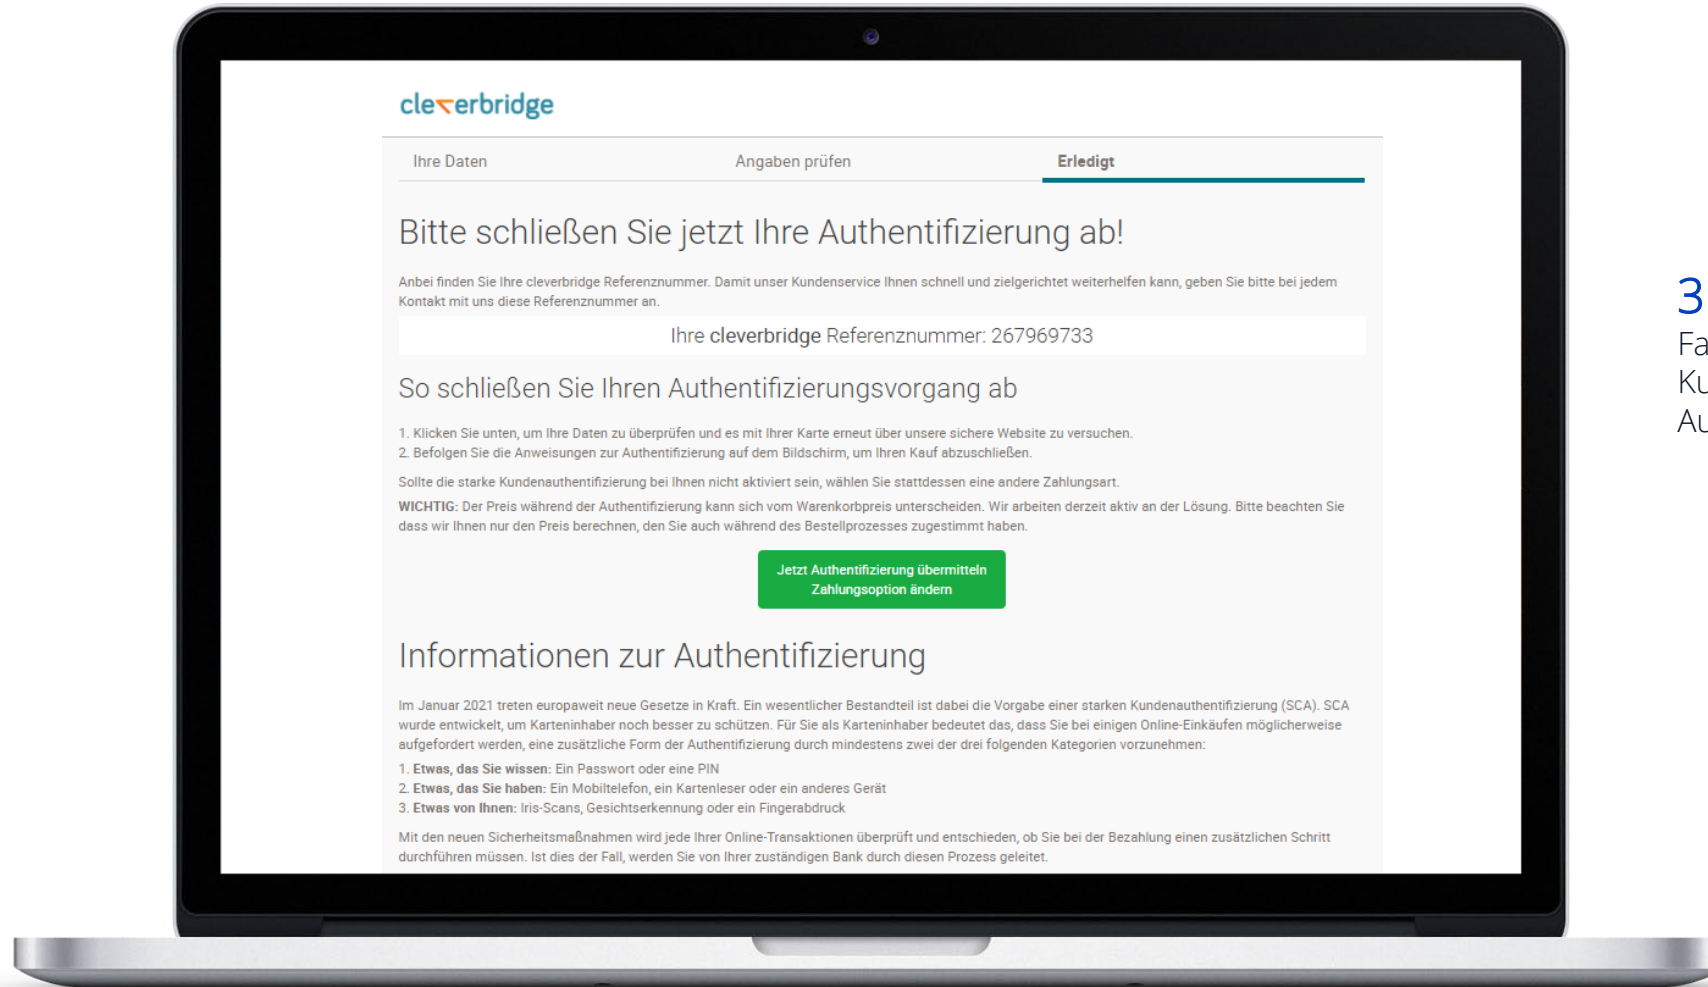 cleverbridge
Ihre Daten
Angaben prüfen
Erledigt
Bitte schließen Sie jetzt Ihre Authentifizierung ab!
Anbei finden Sie Ihre cleverbridge Referenznummer. Damit unser Kundenservice Ihnen schnell und zielgerichtet weiterhelfen kann, geben Sie bitte bei jedem
Kontakt mit uns diese Referenznummer an.
Ihre cleverbridge Referenznummer: 267969733
So schließen Sie Ihren Authentifizierungsvorgang ab
1. Klicken Sie unten, um Ihre Daten zu überprüfen und es mit Ihrer Karte erneut über unsere sichere Website zu versuchen.
2. Befolgen Sie die Anweisungen zur Authentifizierung auf dem Bildschirm, um Ihren Kauf abzuschließen.
Sollte die starke Kundenauthentifizierung bei Ihnen nicht aktiviert sein, wählen Sie stattdessen eine andere Zahlungsart.
WICHTIG: Der Preis während der Authentifizierung kann sich vom Warenkorbpreis unterscheiden. Wir arbeiten derzeit aktiv an der Lösung. Bitte beachten Sie
dass wir Ihnen nur den Preis berechnen, den Sie auch während des Bestellprozesses zugestimmt haben.
Jetzt Authentifizierung übermitteln
Zahlungsoption ändern
Informationen zur Authentifizierung
Im Januar 2021 treten europaweit neue Gesetze in Kraft. Ein wesentlicher Bestandteil ist dabei die Vorgabe einer starken Kundenauthentifizierung (SCA). SCA
wurde entwickelt, um Karteninhaber noch besser zu schützen. Für Sie als Karteninhaber bedeutet das, dass Sie bei einigen Online-Einkäufen möglicherweise
aufgefordert werden, eine zusätzliche Form der Authentifizierung durch mindestens zwei der drei folgenden Kategorien vorzunehmen:
1. Etwas, das Sie wissen: Ein Passwort oder eine PIN
2. Etwas, das Sie haben: Ein Mobiltelefon, ein Kartenleser oder ein anderes Gerät
3. Etwas von Ihnen: Iris-Scans, Gesichtserkennung oder ein Fingerabdruck
Mit den neuen Sicherheitsmaßnahmen wird jede Ihrer Online-Transaktionen überprüft und entschieden, ob Sie bei der Bezahlung einen zusätzlichen Schritt
durchführen müssen. Ist dies der Fall, werden Sie von Ihrer zuständigen Bank durch diesen Prozess geleitet.
3
Fa
Ku
Au